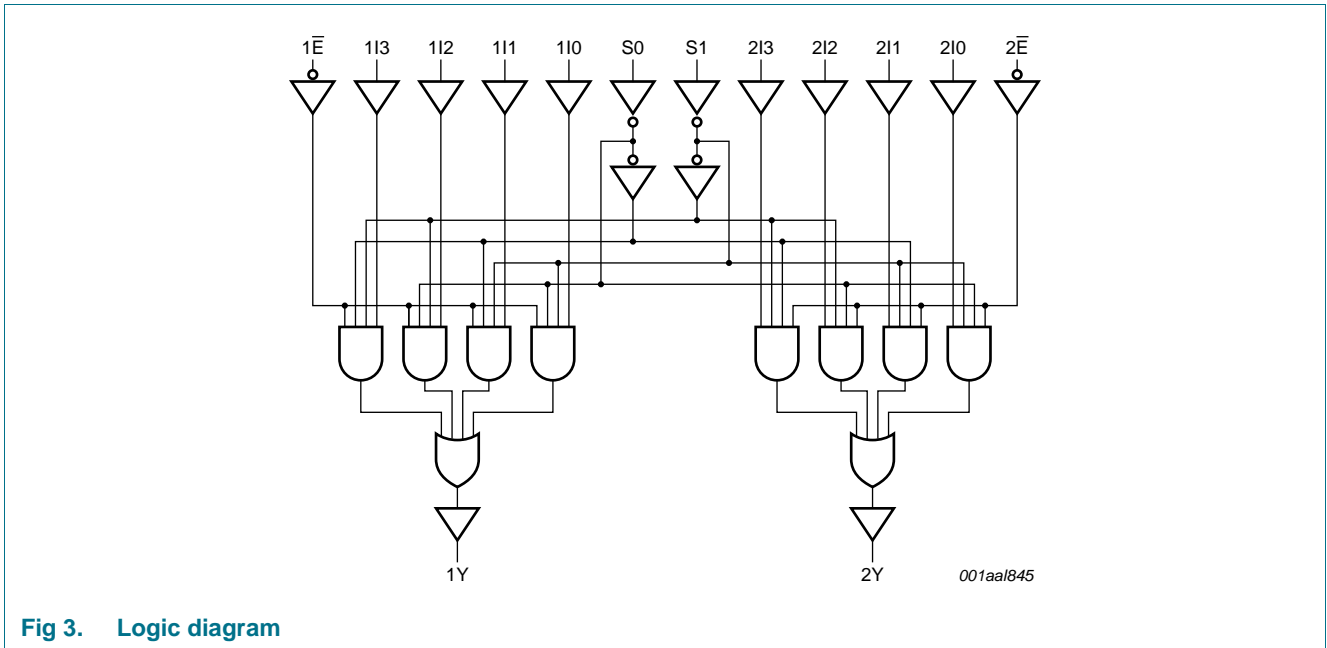 1E̅ 1I3 1I2 1I1 1I0 S0 S1 2I3 2I2 2I1 2I0 2E̅
1Y 2Y 001aal845
Fig 3. Logic diagram